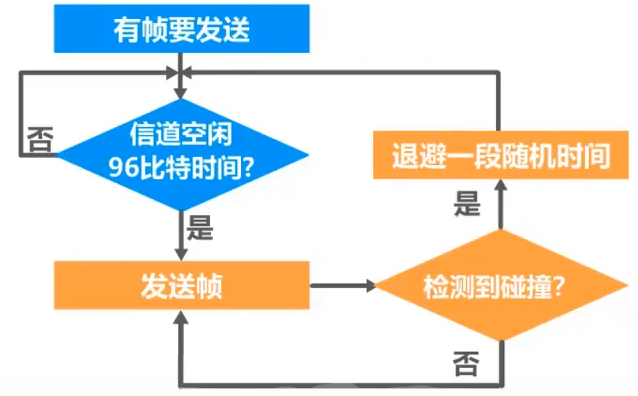 有帧要发送
否
信道空闲
96比特时间?
退避一段随机时间
是
是
发送帧
检测到碰撞?
否